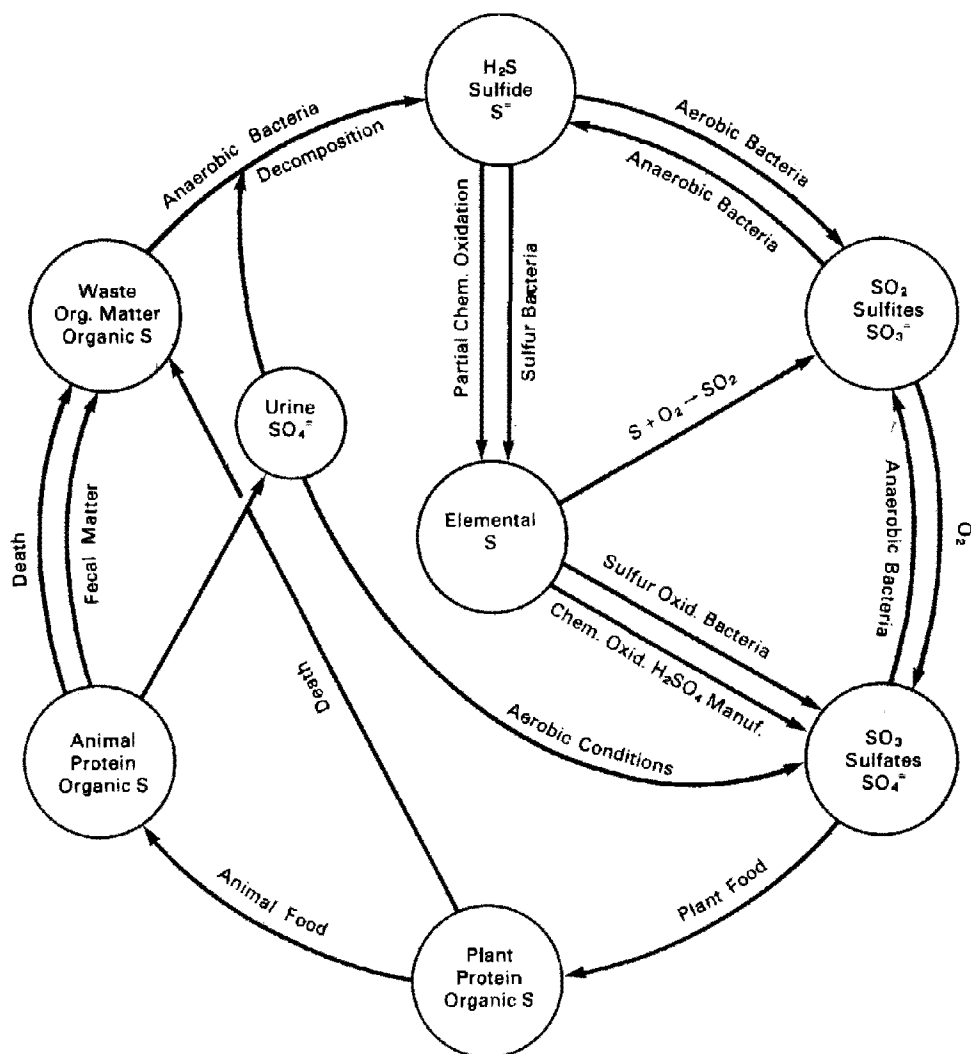 H₂S
Sulfide
S⁼
Anaerobic Bacteria
Decomposition
Aerobic Bacteria
Anaerobic Bacteria
Partial Chem. Oxidation
Sulfur Bacteria
Waste
Org. Matter
Organic S
SO₂
Sulfites
SO₃⁼
Urine
SO₄⁼
S + O₂ → SO₂
Elemental
S
Death
Fecal Matter
Anaerobic Bacteria
O₂
Sulfur Oxid. Bacteria
Chem. Oxid. H₂SO₄ Manuf.
Death
Aerobic Conditions
Animal
Protein
Organic S
SO₃
Sulfates
SO₄⁼
Animal Food
Plant Food
Plant
Protein
Organic S